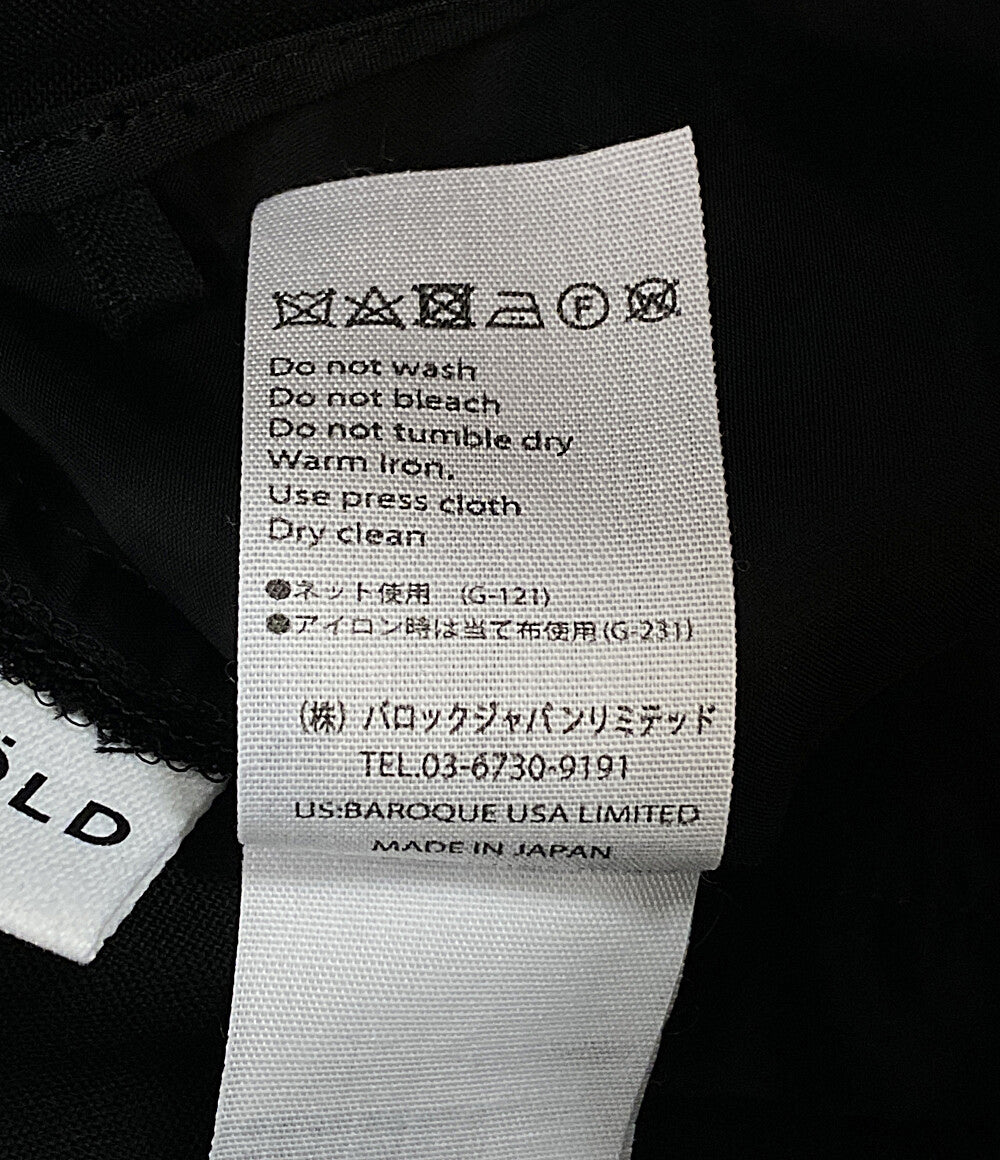 F W
Do not wash
Do not bleach
Do not tumble dry
Warm Iron.
Use press cloth
Dry clean
●ネット使用 (G-121)
●アイロン時は当て布使用(G-231)
(株) バロックジャパンリミテッド
TEL.03-6730-9191
US:BAROQUE USA LIMITED
MADE IN JAPAN
ÖLD